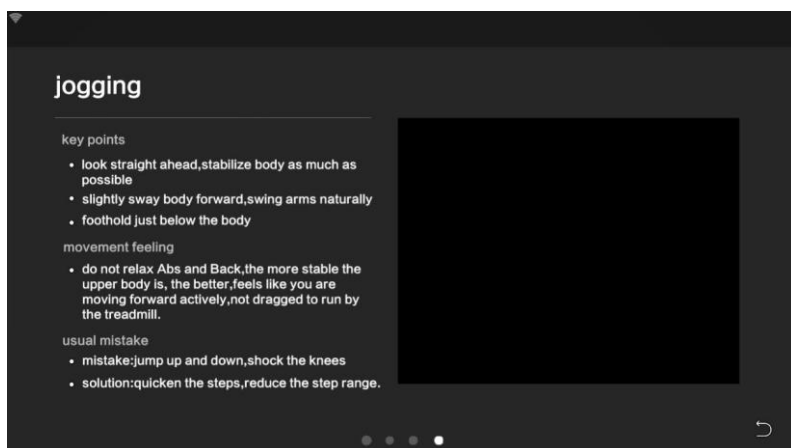 jogging
key points
• look straight ahead,stabilize body as much as
possible
• slightly sway body forward,swing arms naturally
• foothold just below the body
movement feeling
• do not relax Abs and Back,the more stable the
upper body is, the better,feels like you are
moving forward actively,not dragged to run by
the treadmill.
usual mistake
• mistake:jump up and down,shock the knees
• solution:quicken the steps,reduce the step range.